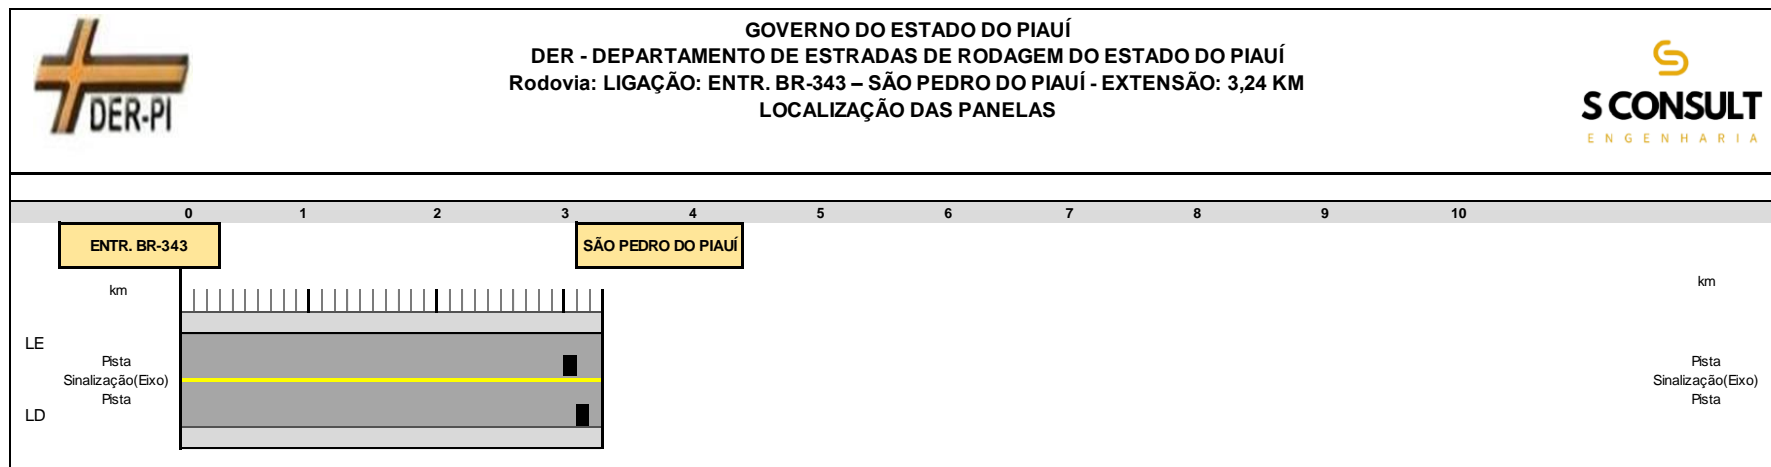 GOVERNO DO ESTADO DO PIAUÍ
DER - DEPARTAMENTO DE ESTRADAS DE RODAGEM DO ESTADO DO PIAUÍ
Rodovia: LIGAÇÃO: ENTR. BR-343 – SÃO PEDRO DO PIAUÍ - EXTENSÃO: 3,24 KM
LOCALIZAÇÃO DAS PANELAS
DER-PI
S CONSULT
ENGENHARIA
0 1 2 3 4 5 6 7 8 9 10
ENTR. BR-343 SÃO PEDRO DO PIAUÍ
km km
LE
Pista Pista
Sinalização(Eixo) Sinalização(Eixo)
Pista Pista
LD